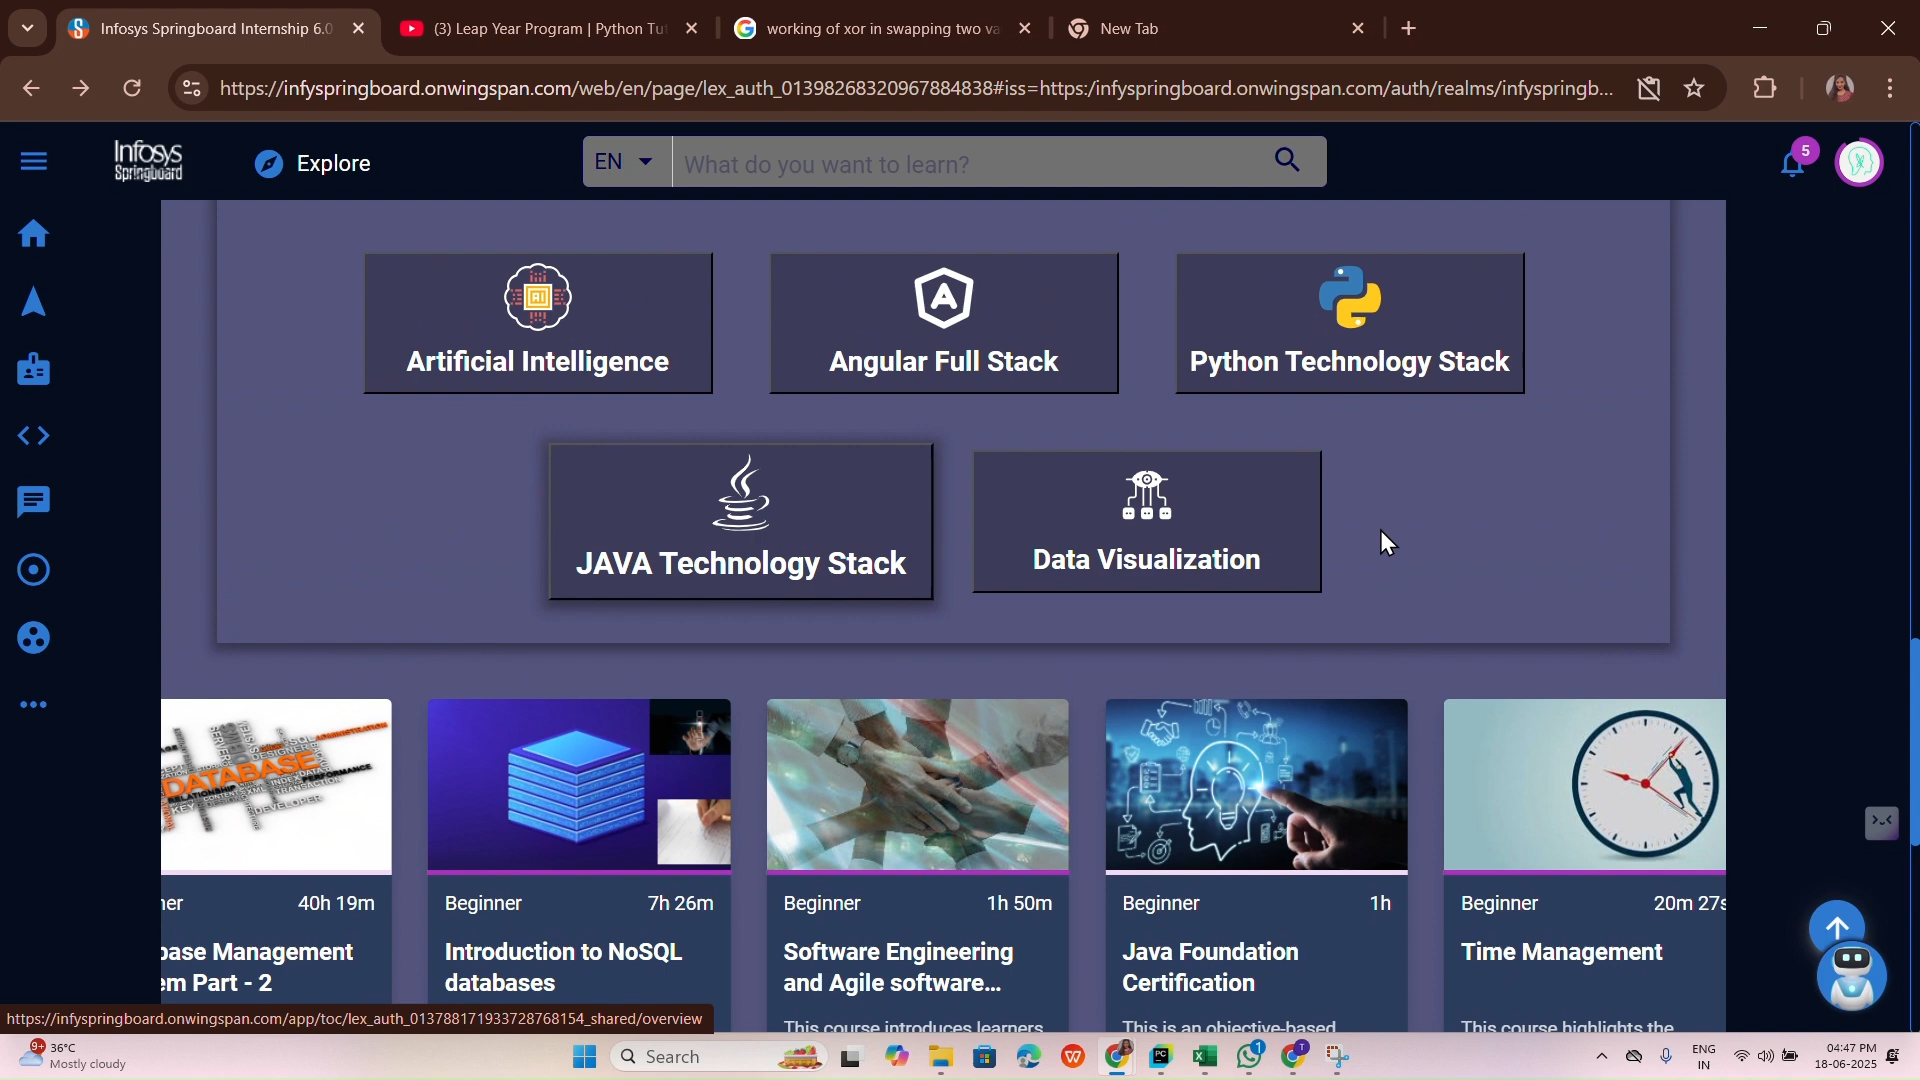 Infosys Springboard Internship 6.0
(3) Leap Year Program | Python Tu
working of xor in swapping two va
New Tab
https://infyspringboard.onwingspan.com/web/en/page/lex_auth_01398268320967884838#iss=https:/infyspringboard.onwingspan.com/auth/realms/infyspringb...
Infosys
Springboard
Explore
EN
What do you want to learn?
5
Artificial Intelligence
Angular Full Stack
Python Technology Stack
JAVA Technology Stack
Data Visualization
DATABASE
ner 40h 19m
base Management
em Part - 2
Beginner 7h 26m
Introduction to NoSQL
databases
Beginner 1h 50m
Software Engineering
and Agile software...
This course introduces learners
Beginner 1h
Java Foundation
Certification
This is an objective-based
Beginner 20m 27s
Time Management
This course highlights the
https://infyspringboard.onwingspan.com/app/toc/lex_auth_013788171933728768154_shared/overview
9+
36°C
Mostly cloudy
Search
1
ENG
IN
04:47 PM
18-06-2025